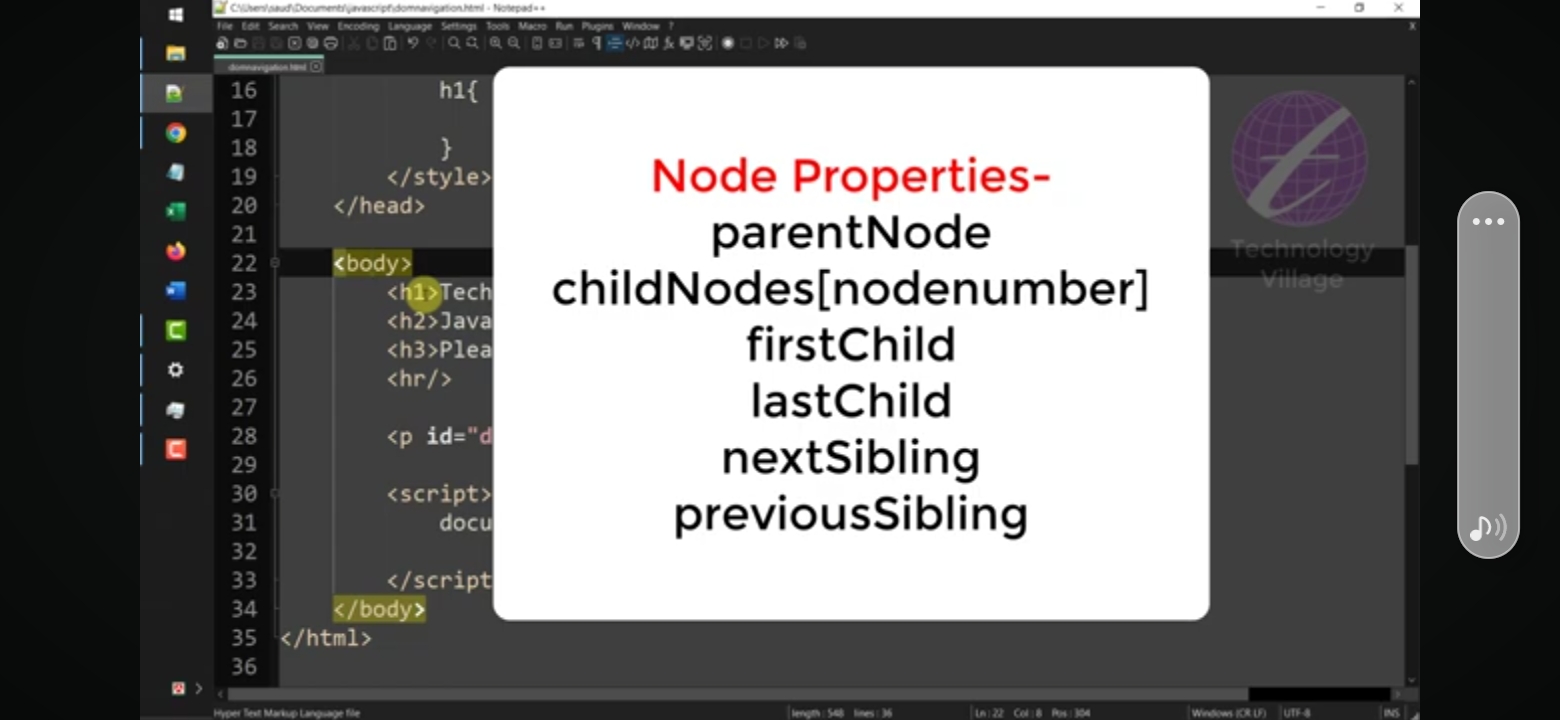 C:\Users\saud\Documents\javascript\domnavigation.html - Notepad++
File Edit Search View Encoding Language Settings Tools Macro Run Plugins Window ? X
domnavigation.html
16 h1{
17
18 }
19 </style>
20 </head>
21
22 <body>
23 <h1>Tech
24 <h2>Java
25 <h3>Plea
26 <hr/>
27
28 <p id="d
29
30 <script>
31 docu
32
33 </script
34 </body>
35 </html>
36
Node Properties-
parentNode
childNodes[nodenumber]
firstChild
lastChild
nextSibling
previousSibling
Technology
Village
Hyper Text Markup Language file length : 548 lines : 36 Ln : 22 Col : 8 Pos : 304 Windows (CR LF) UTF-8 INS